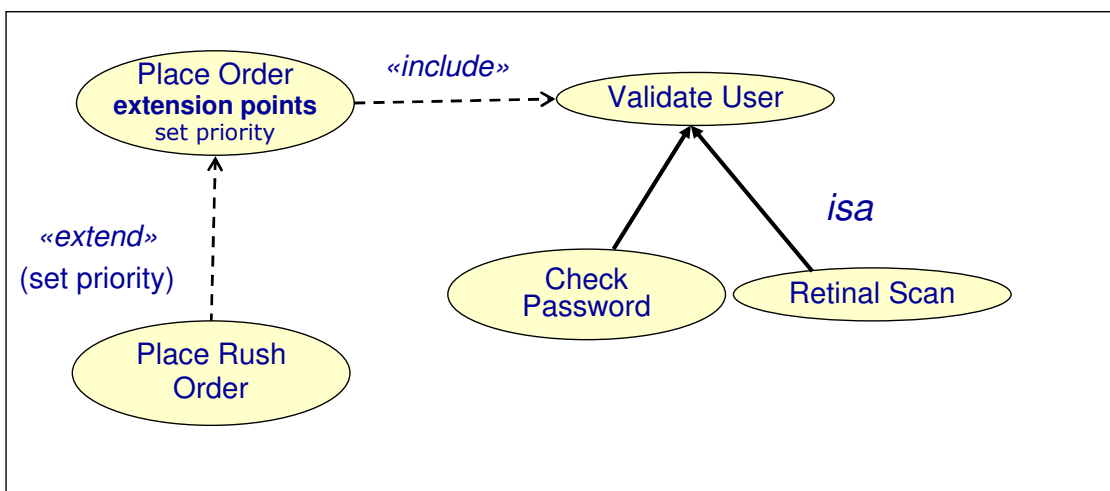 Place Order
extension points
set priority
«include»
Validate User
«extend»
(set priority)
isa
Check
Password
Retinal Scan
Place Rush
Order